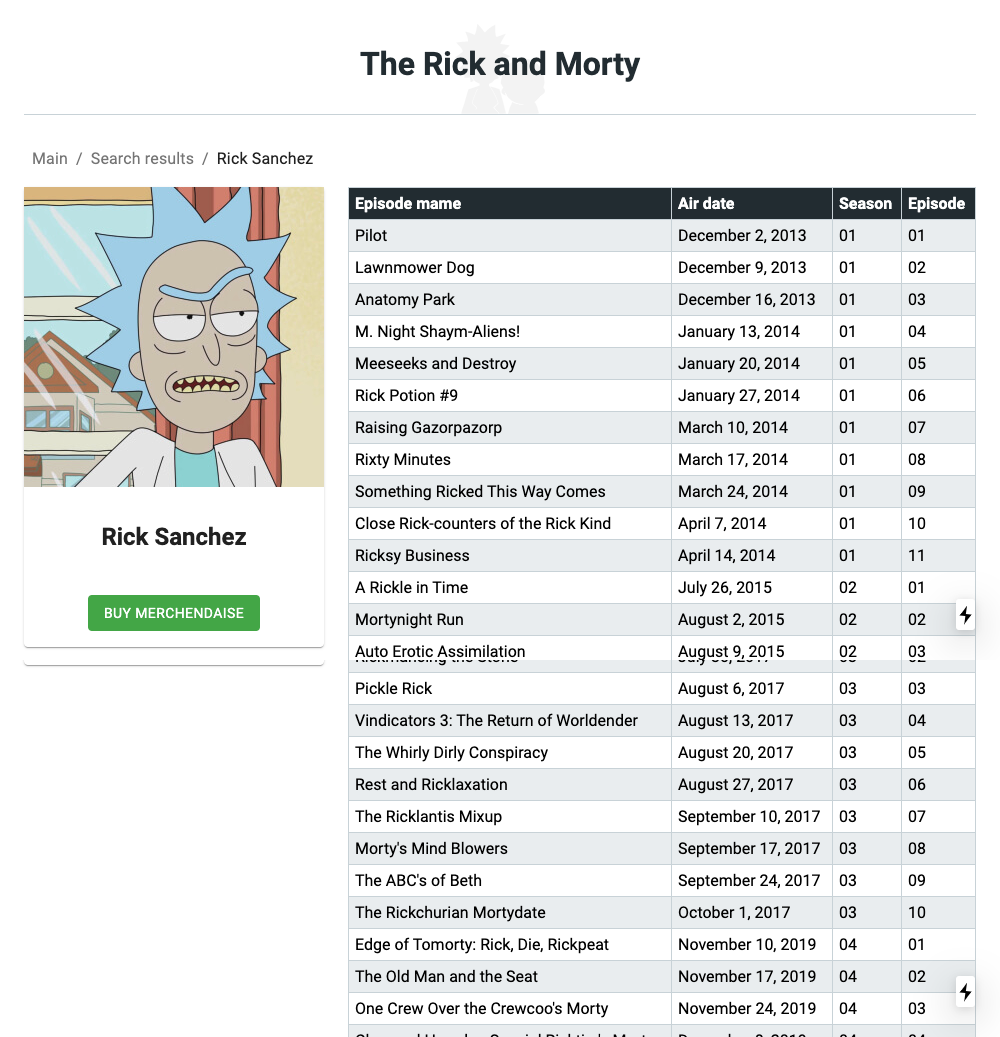 The Rick and Morty
Main / Search results / Rick Sanchez
Rick Sanchez
BUY MERCHENDAISE
Episode mame Air date Season Episode
Pilot December 2, 2013 01 01
Lawnmower Dog December 9, 2013 01 02
Anatomy Park December 16, 2013 01 03
M. Night Shaym-Aliens! January 13, 2014 01 04
Meeseeks and Destroy January 20, 2014 01 05
Rick Potion #9 January 27, 2014 01 06
Raising Gazorpazorp March 10, 2014 01 07
Rixty Minutes March 17, 2014 01 08
Something Ricked This Way Comes March 24, 2014 01 09
Close Rick-counters of the Rick Kind April 7, 2014 01 10
Ricksy Business April 14, 2014 01 11
A Rickle in Time July 26, 2015 02 01
Mortynight Run August 2, 2015 02 02
Auto Erotic Assimilation August 9, 2015 02 03
Pickle Rick August 6, 2017 03 03
Vindicators 3: The Return of Worldender August 13, 2017 03 04
The Whirly Dirly Conspiracy August 20, 2017 03 05
Rest and Ricklaxation August 27, 2017 03 06
The Ricklantis Mixup September 10, 2017 03 07
Morty's Mind Blowers September 17, 2017 03 08
The ABC's of Beth September 24, 2017 03 09
The Rickchurian Mortydate October 1, 2017 03 10
Edge of Tomorty: Rick, Die, Rickpeat November 10, 2019 04 01
The Old Man and the Seat November 17, 2019 04 02
One Crew Over the Crewcoo's Morty November 24, 2019 04 03